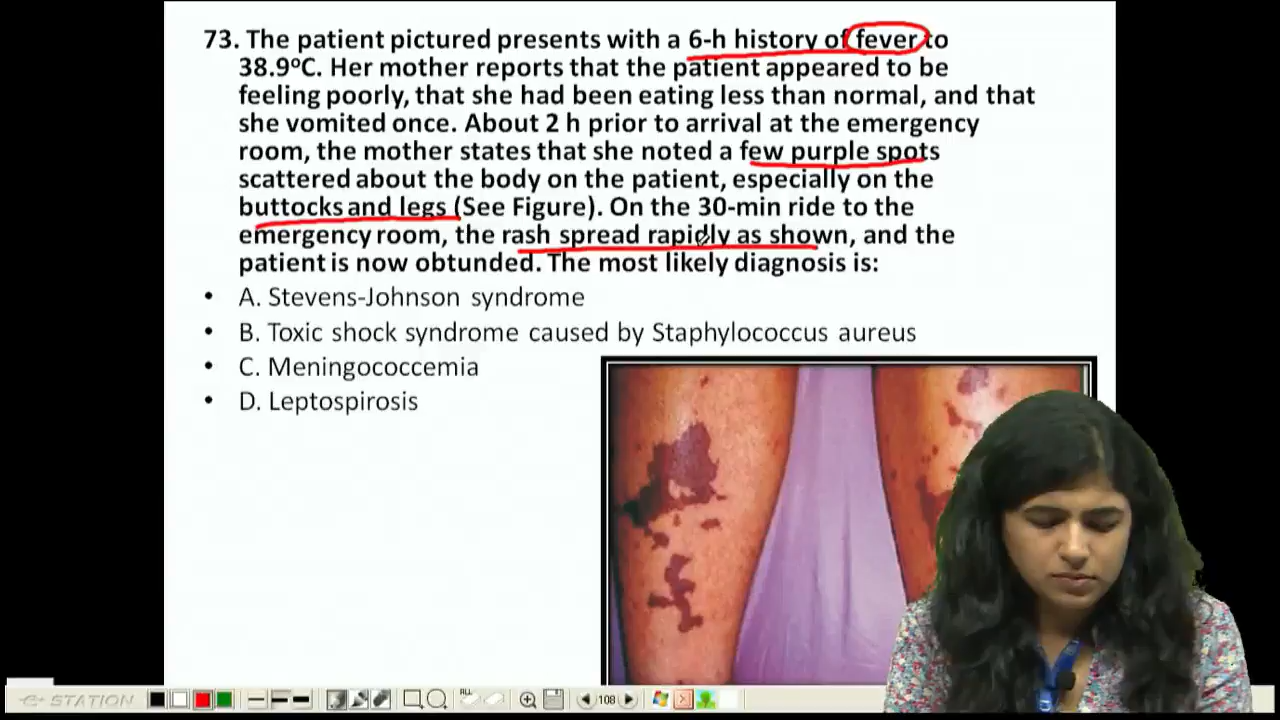 73. The patient pictured presents with a 6-h history of fever to
38.9°C. Her mother reports that the patient appeared to be
feeling poorly, that she had been eating less than normal, and that
she vomited once. About 2 h prior to arrival at the emergency
room, the mother states that she noted a few purple spots
scattered about the body on the patient, especially on the
buttocks and legs (See Figure). On the 30-min ride to the
emergency room, the rash spread rapidly as shown, and the
patient is now obtunded. The most likely diagnosis is:
• A. Stevens-Johnson syndrome
• B. Toxic shock syndrome caused by Staphylococcus aureus
• C. Meningococcemia
• D. Leptospirosis
STATION ALL 108